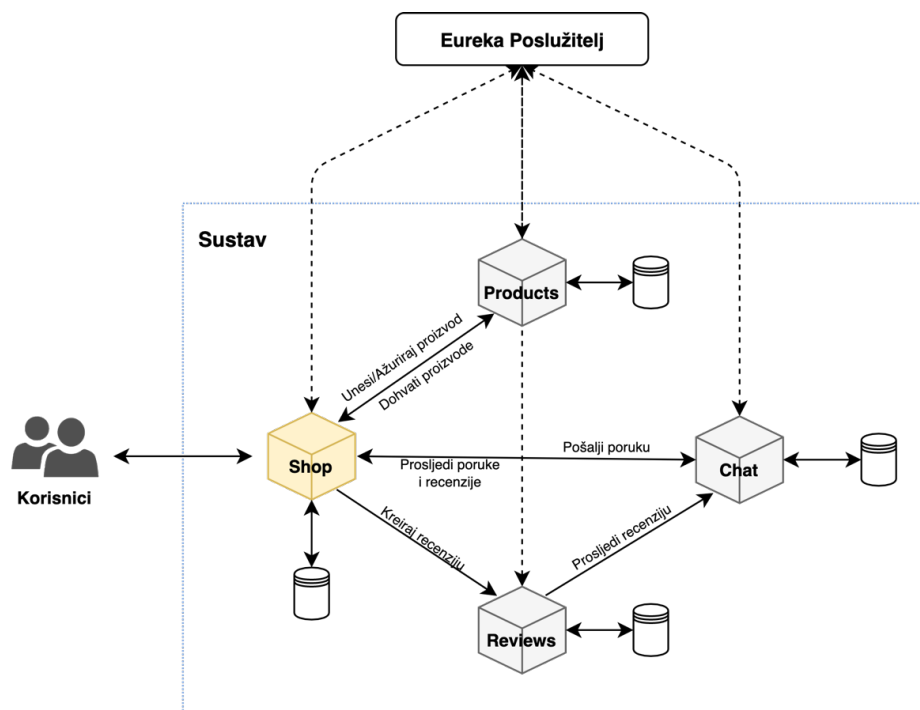 Eureka Poslužitelj
Sustav
Products
Unesi/Ažuriraj proizvod
Dohvati proizvode
Korisnici
Shop
Pošalji poruku
Prosljedi poruke
i recenzije
Chat
Kreiraj recenziju
Prosljedi recenziju
Reviews